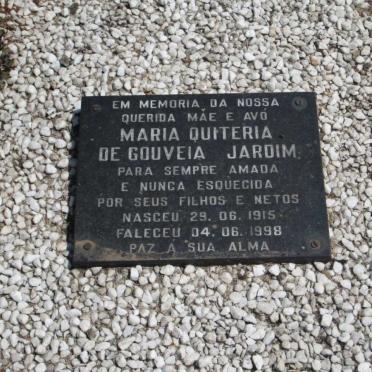 EM MEMORIA DA NOSSA
QUERIDA MÃE E AVÓ
MARIA QUITERIA
DE GOUVEIA JARDIM
PARA SEMPRE AMADA
E NUNCA ESQUECIDA
POR SEUS FILHOS E NETOS
NASCEU 29. 06. 1915
FALECEU 04. 06. 1998
PAZ A SUA ALMA